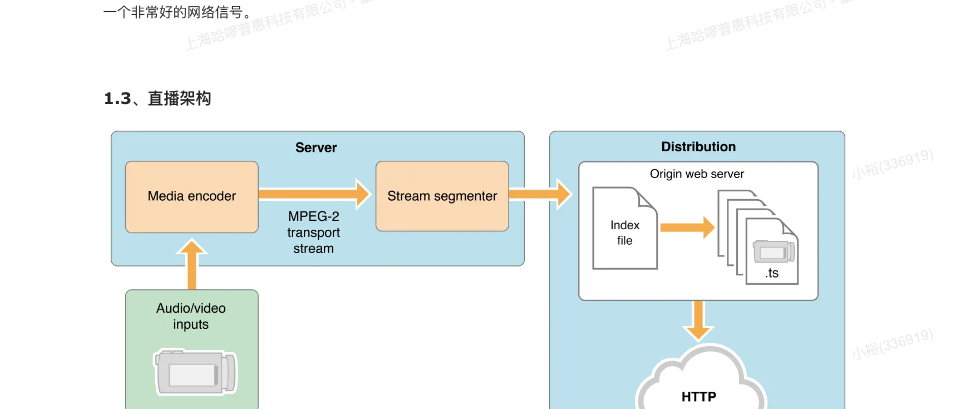 一个非常好的网络信号。
上海哈啰普惠科技有限公司 -
上海哈啰普惠科技有限公司 -
1.3、直播架构
Server
Distribution
Origin web server
Media encoder
Stream segmenter
MPEG-2
transport
stream
Index
file
.ts
小裕(336919)
Audio/video
inputs
小裕(336919)
HTTP